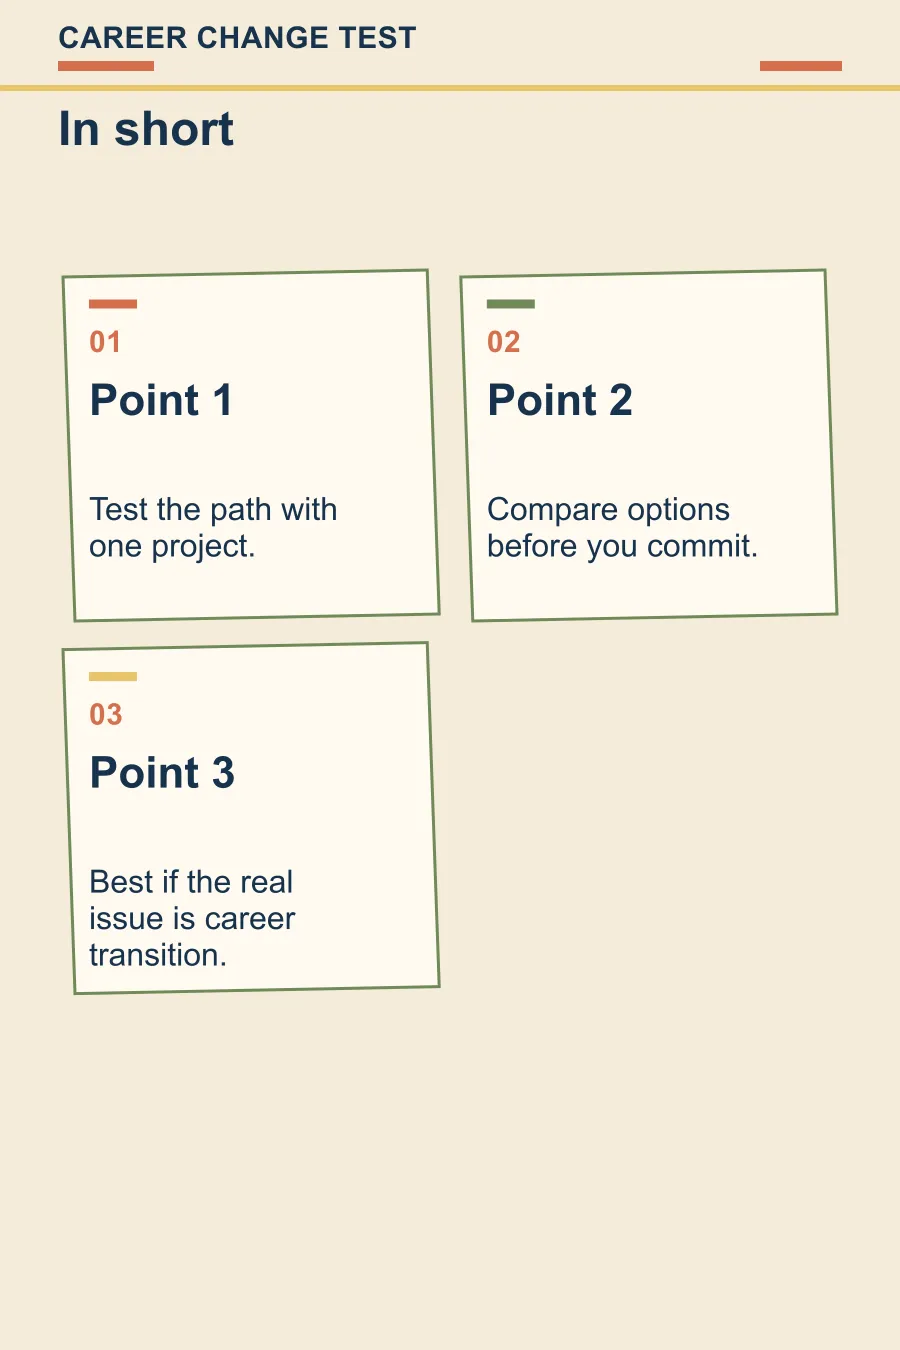 CAREER CHANGE TEST
In short
01
Point 1
Test the path with
one project.
02
Point 2
Compare options
before you commit.
03
Point 3
Best if the real
issue is career
transition.